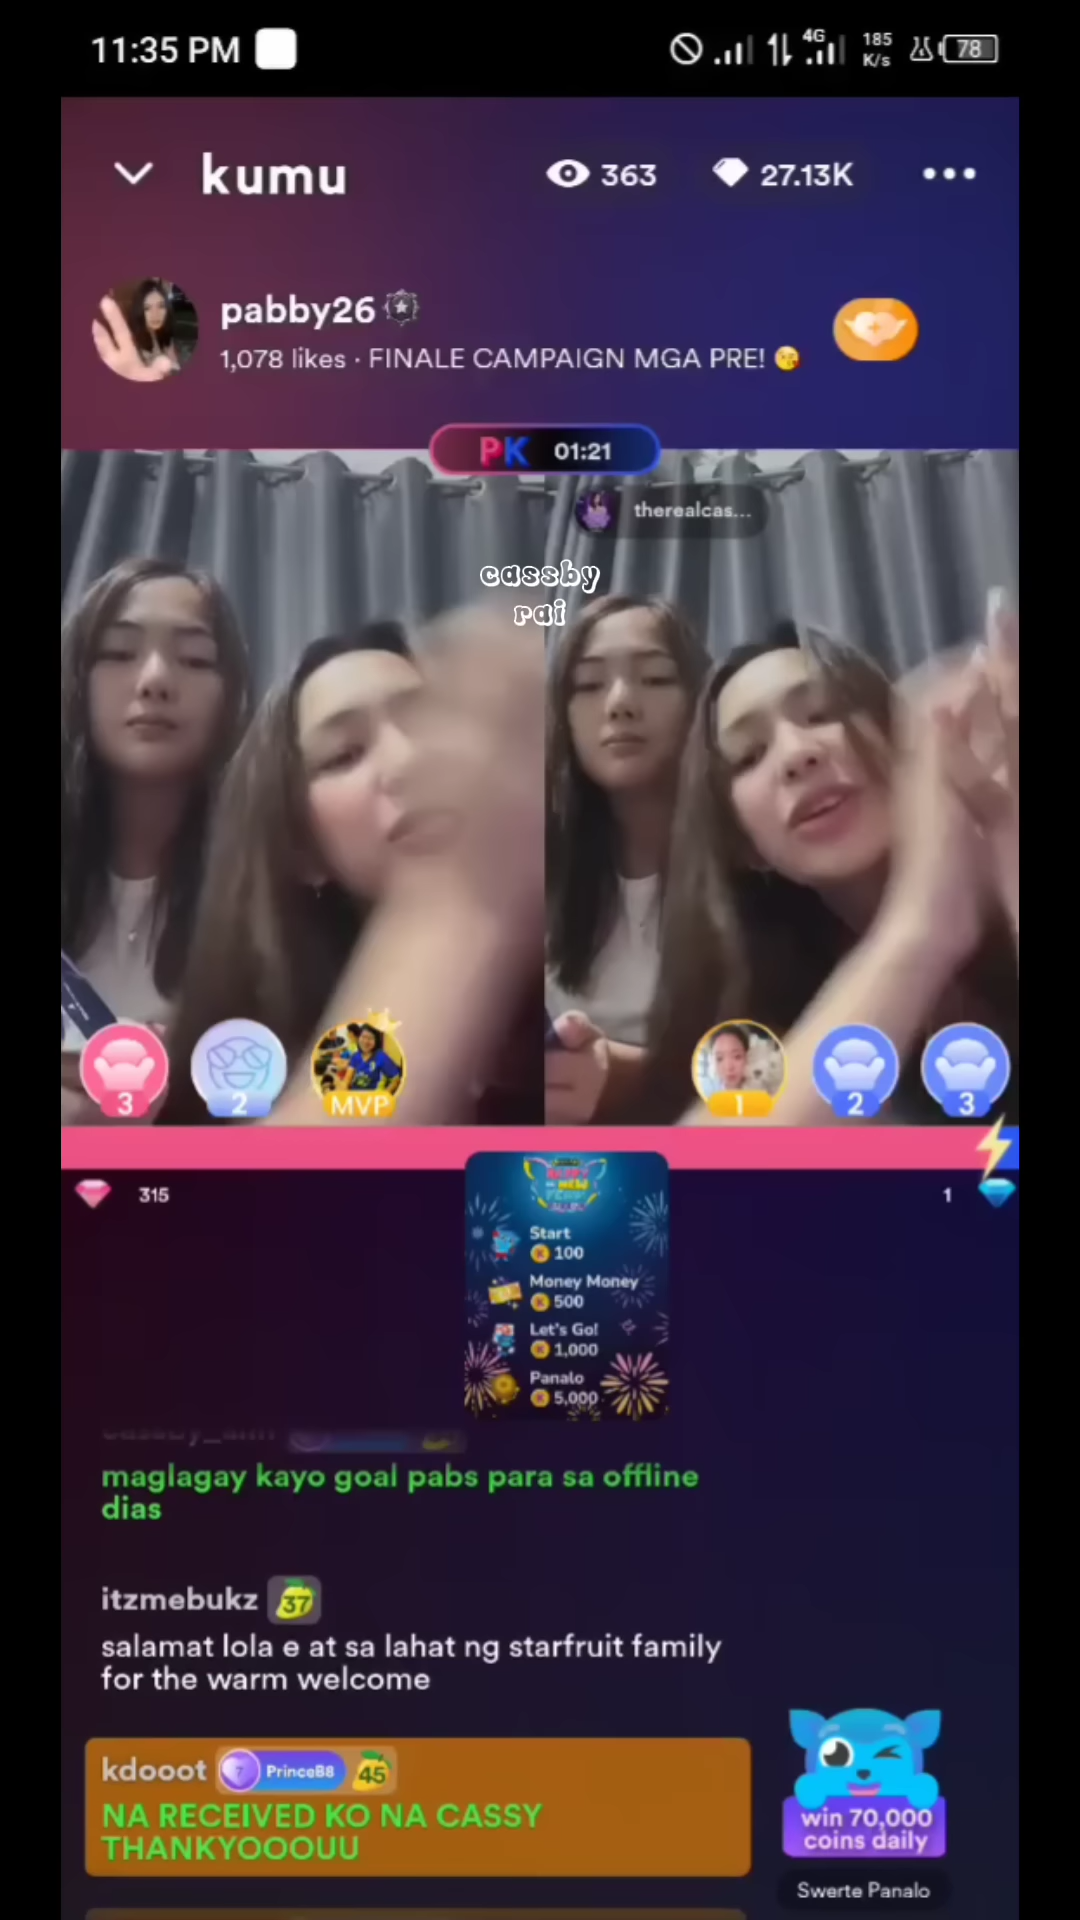 11:35 PM
4G
185
K/s
78
kumu
363
27.13K
pabby26
1,078 likes · FINALE CAMPAIGN MGA PRE! 😘
PK 01:21
therealcas...
cassby
rai
3
2
MVP
1
2
3
315
1
Start
100
Money Money
500
Let's Go!
1,000
Panalo
5,000
maglagay kayo goal pabs para sa offline
dias
itzmebukz 37
salamat lola e at sa lahat ng starfruit family
for the warm welcome
kdooot 7 PrinceB8 45
NA RECEIVED KO NA CASSY
THANKYOOOUU
win 70,000
coins daily
Swerte Panalo